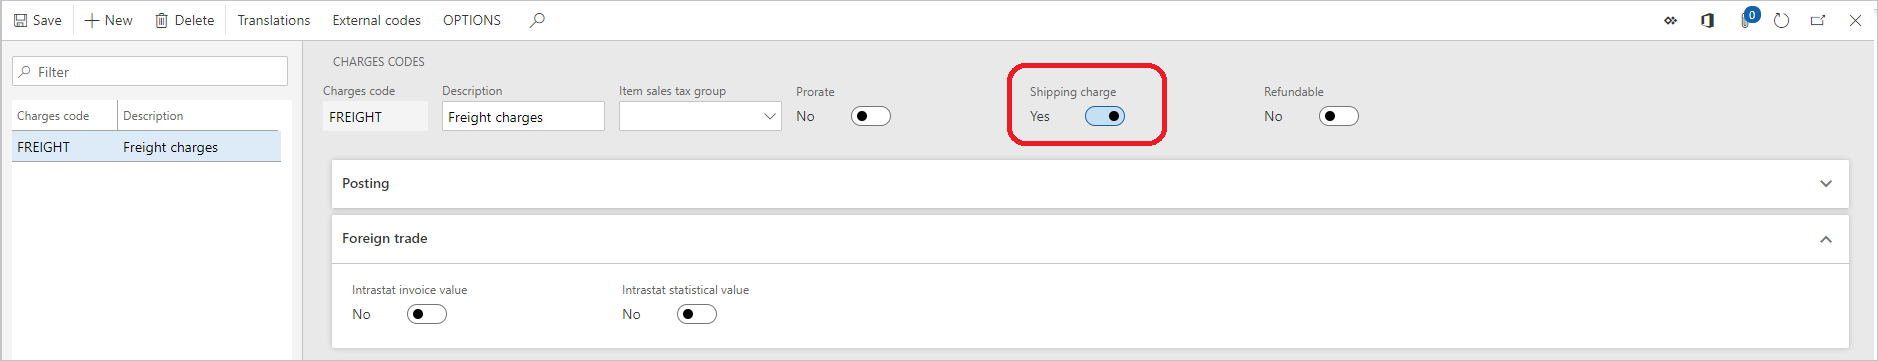 Save New Delete Translations External codes OPTIONS 0
Filter
Charges code Description
FREIGHT Freight charges
CHARGES CODES
Charges code Description Item sales tax group Prorate Shipping charge Refundable
FREIGHT Freight charges No Yes No
Posting
Foreign trade
Intrastat invoice value Intrastat statistical value
No No